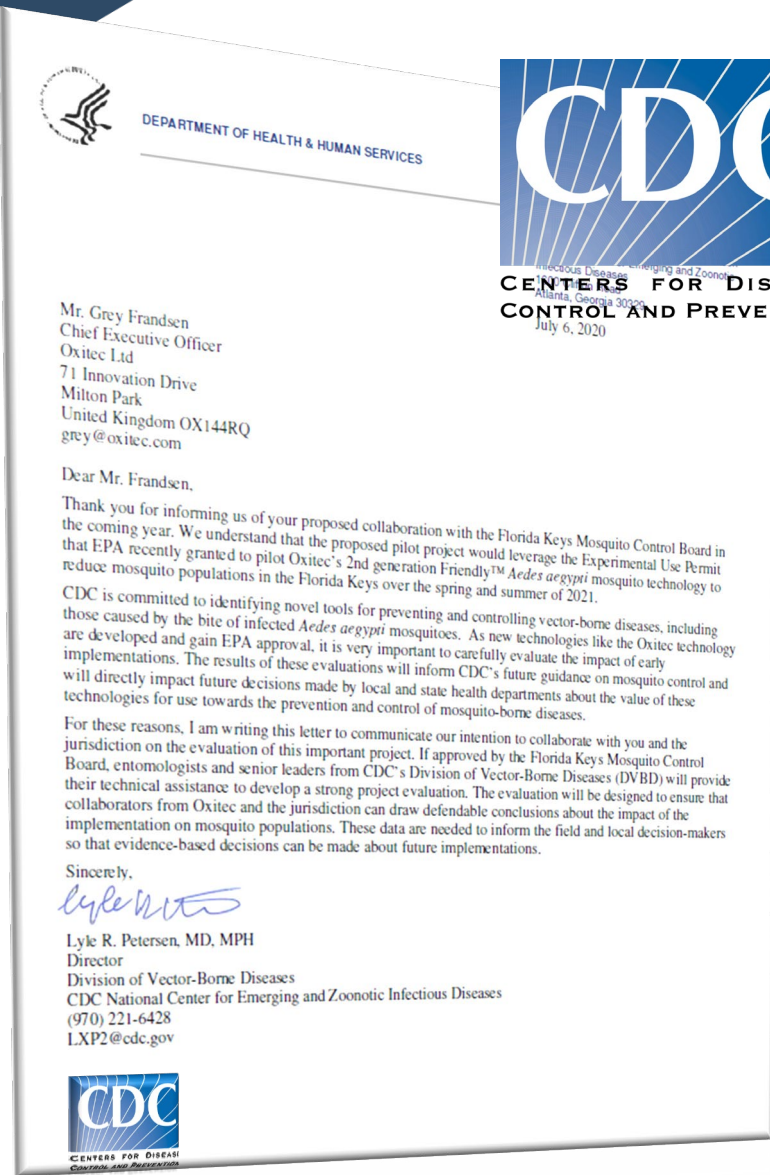 DEPARTMENT OF HEALTH & HUMAN SERVICES
CDC
CENTERS FOR DIS
CONTROL AND PREVE
Infectious Diseases
Emerging and Zoonotic
Atlanta, Georgia 30329
July 6, 2020
Mr. Grey Frandsen
Chief Executive Officer
Oxitec Ltd
71 Innovation Drive
Milton Park
United Kingdom OX144RQ
grey@oxitec.com
Dear Mr. Frandsen,
Thank you for informing us of your proposed collaboration with the Florida Keys Mosquito Control Board in
the coming year. We understand that the proposed pilot project would leverage the Experimental Use Permit
that EPA recently granted to pilot Oxitec's 2nd generation Friendly™ Aedes aegypti mosquito technology to
reduce mosquito populations in the Florida Keys over the spring and summer of 2021.
CDC is committed to identifying novel tools for preventing and controlling vector-borne diseases, including
those caused by the bite of infected Aedes aegypti mosquitoes. As new technologies like the Oxitec technology
are developed and gain EPA approval, it is very important to carefully evaluate the impact of early
implementations. The results of these evaluations will inform CDC's future guidance on mosquito control and
will directly impact future decisions made by local and state health departments about the value of these
technologies for use towards the prevention and control of mosquito-borne diseases.
For these reasons, I am writing this letter to communicate our intention to collaborate with you and the
jurisdiction on the evaluation of this important project. If approved by the Florida Keys Mosquito Control
Board, entomologists and senior leaders from CDC's Division of Vector-Borne Diseases (DVBD) will provide
their technical assistance to develop a strong project evaluation. The evaluation will be designed to ensure that
collaborators from Oxitec and the jurisdiction can draw defendable conclusions about the impact of the
implementation on mosquito populations. These data are needed to inform the field and local decision-makers
so that evidence-based decisions can be made about future implementations.
Sincerely,
Lyle R. Petersen, MD, MPH
Director
Division of Vector-Borne Diseases
CDC National Center for Emerging and Zoonotic Infectious Diseases
(970) 221-6428
LXP2@cdc.gov
CDC
CENTERS FOR DISEAS
CONTROL AND PREVENTION